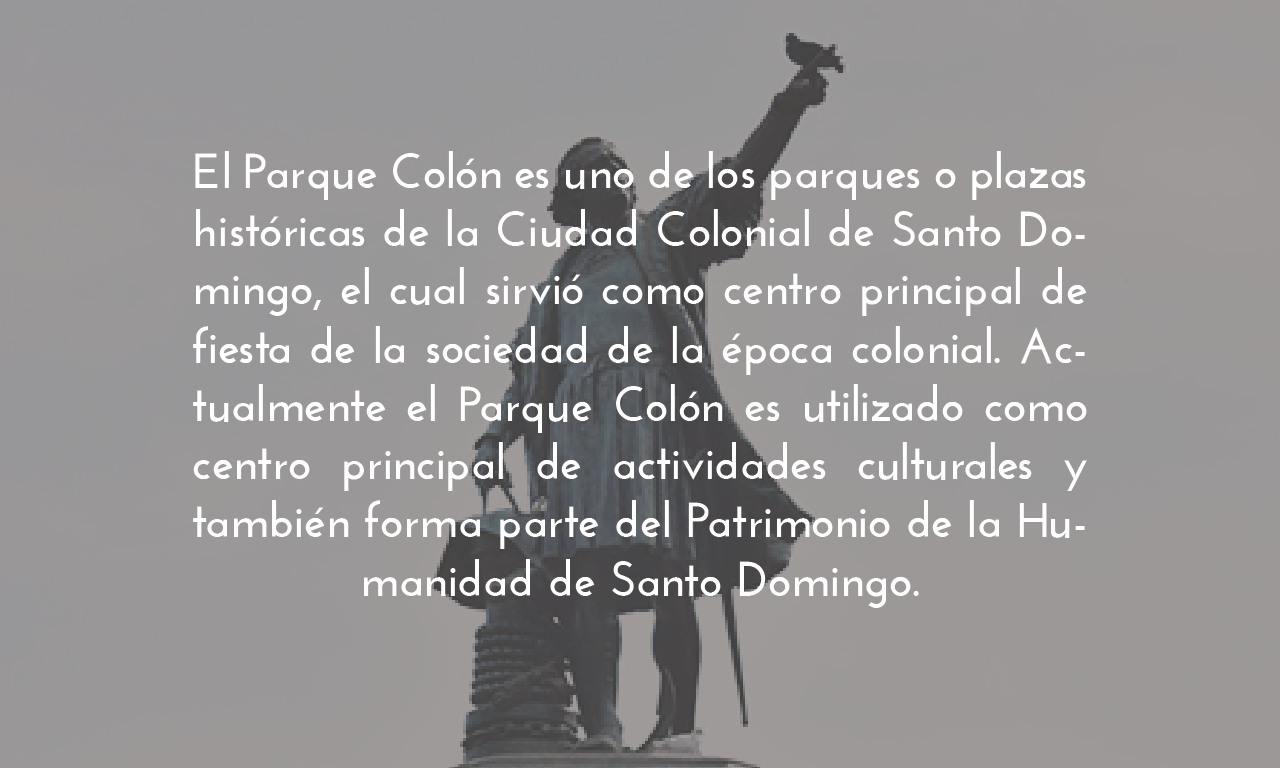 El Parque Colón es uno de los parques o plazas
históricas de la Ciudad Colonial de Santo Do-
mingo, el cual sirvió como centro principal de
fiesta de la sociedad de la época colonial. Ac-
tualmente el Parque Colón es utilizado como
centro principal de actividades culturales y
también forma parte del Patrimonio de la Hu-
manidad de Santo Domingo.